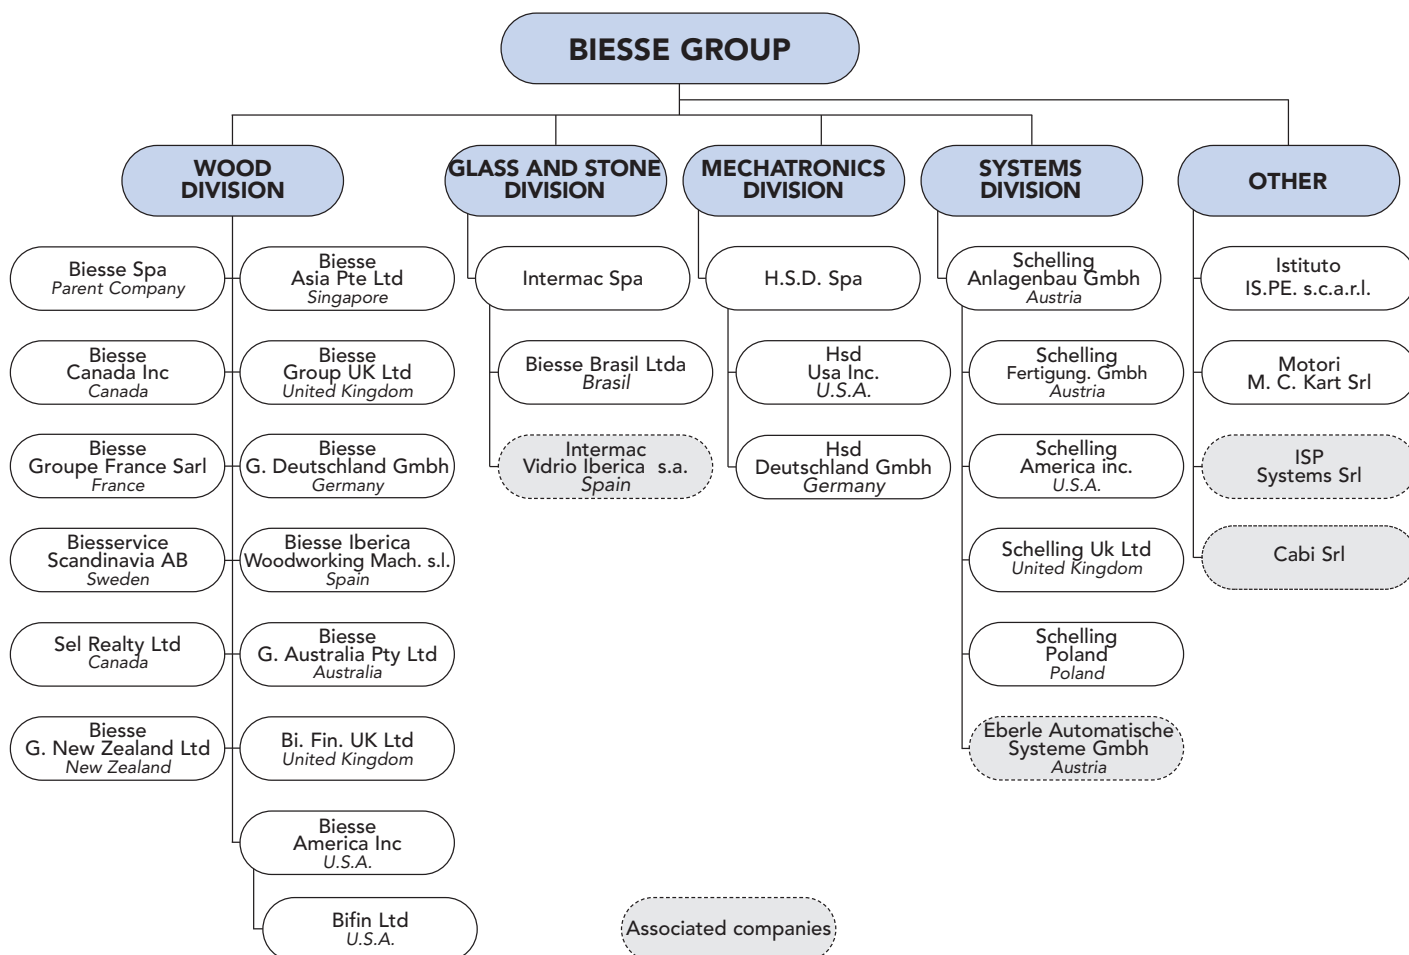 BIESSE GROUP
WOOD
DIVISION
GLASS AND STONE
DIVISION
MECHATRONICS
DIVISION
SYSTEMS
DIVISION
OTHER
Biesse Spa
Parent Company
Biesse
Asia Pte Ltd
Singapore
Intermac Spa
H.S.D. Spa
Schelling
Anlagenbau Gmbh
Austria
Istituto
IS.PE. s.c.a.r.l.
Biesse
Canada Inc
Canada
Biesse
Group UK Ltd
United Kingdom
Biesse Brasil Ltda
Brasil
Hsd
Usa Inc.
U.S.A.
Schelling
Fertigung. Gmbh
Austria
Motori
M. C. Kart Srl
Biesse
Groupe France Sarl
France
Biesse
G. Deutschland Gmbh
Germany
Intermac
Vidrio Iberica s.a.
Spain
Hsd
Deutschland Gmbh
Germany
Schelling
America inc.
U.S.A.
ISP
Systems Srl
Biesservice
Scandinavia AB
Sweden
Biesse Iberica
Woodworking Mach. s.l.
Spain
Schelling Uk Ltd
United Kingdom
Cabi Srl
Sel Realty Ltd
Canada
Biesse
G. Australia Pty Ltd
Australia
Schelling
Poland
Poland
Biesse
G. New Zealand Ltd
New Zealand
Bi. Fin. UK Ltd
United Kingdom
Eberle Automatische
Systeme Gmbh
Austria
Biesse
America Inc
U.S.A.
Bifin Ltd
U.S.A.
Associated companies